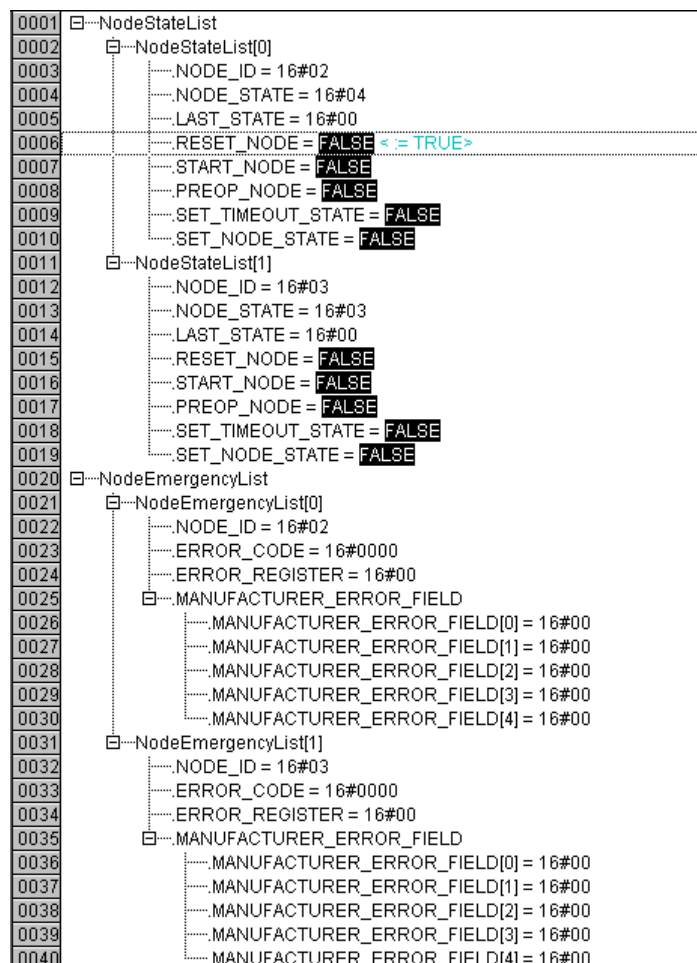 0001 NodeStateList
0002 NodeStateList[0]
0003 .NODE_ID = 16#02
0004 .NODE_STATE = 16#04
0005 .LAST_STATE = 16#00
0006 .RESET_NODE = FALSE < := TRUE>
0007 .START_NODE = FALSE
0008 .PREOP_NODE = FALSE
0009 .SET_TIMEOUT_STATE = FALSE
0010 .SET_NODE_STATE = FALSE
0011 NodeStateList[1]
0012 .NODE_ID = 16#03
0013 .NODE_STATE = 16#03
0014 .LAST_STATE = 16#00
0015 .RESET_NODE = FALSE
0016 .START_NODE = FALSE
0017 .PREOP_NODE = FALSE
0018 .SET_TIMEOUT_STATE = FALSE
0019 .SET_NODE_STATE = FALSE
0020 NodeEmergencyList
0021 NodeEmergencyList[0]
0022 .NODE_ID = 16#02
0023 .ERROR_CODE = 16#0000
0024 .ERROR_REGISTER = 16#00
0025 .MANUFACTURER_ERROR_FIELD
0026 .MANUFACTURER_ERROR_FIELD[0] = 16#00
0027 .MANUFACTURER_ERROR_FIELD[1] = 16#00
0028 .MANUFACTURER_ERROR_FIELD[2] = 16#00
0029 .MANUFACTURER_ERROR_FIELD[3] = 16#00
0030 .MANUFACTURER_ERROR_FIELD[4] = 16#00
0031 NodeEmergencyList[1]
0032 .NODE_ID = 16#03
0033 .ERROR_CODE = 16#0000
0034 .ERROR_REGISTER = 16#00
0035 .MANUFACTURER_ERROR_FIELD
0036 .MANUFACTURER_ERROR_FIELD[0] = 16#00
0037 .MANUFACTURER_ERROR_FIELD[1] = 16#00
0038 .MANUFACTURER_ERROR_FIELD[2] = 16#00
0039 .MANUFACTURER_ERROR_FIELD[3] = 16#00
0040 .MANUFACTURER_ERROR_FIELD[4] = 16#00